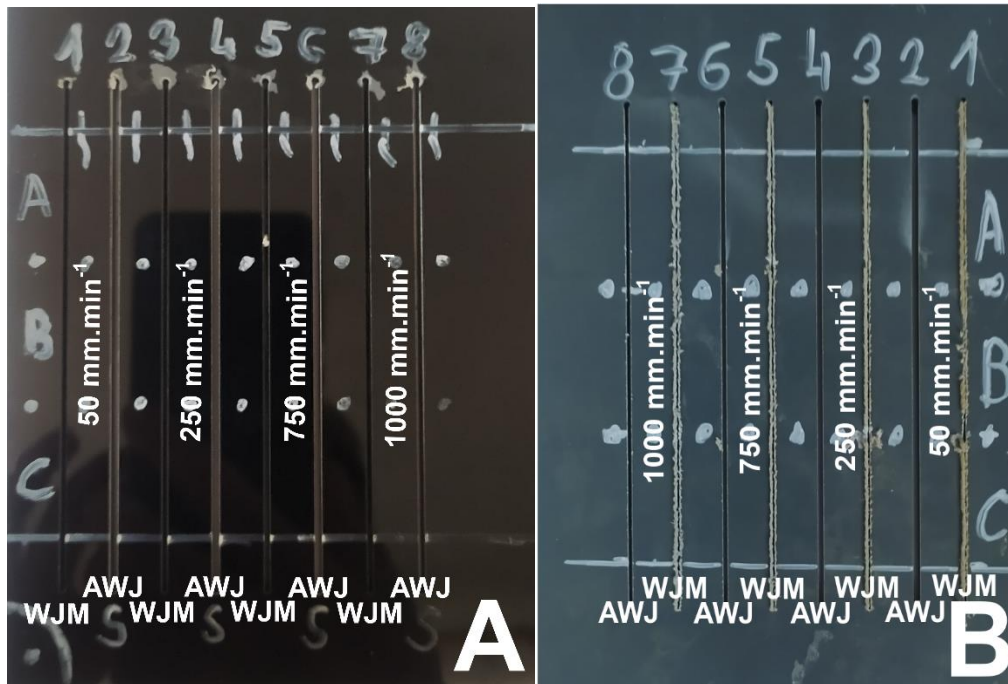 1 2 3 4 5 6 7 8
A
B
C
50 mm.min-1
250 mm.min-1
750 mm.min-1
1000 mm.min-1
AWJ AWJ AWJ AWJ
WJM WJM WJM WJM
S S S S
A
8 7 6 5 4 3 2 1
A
B
C
1000 mm.min-1
750 mm.min-1
250 mm.min-1
50 mm.min-1
WJM WJM WJM WJM
AWJ AWJ AWJ AWJ
B